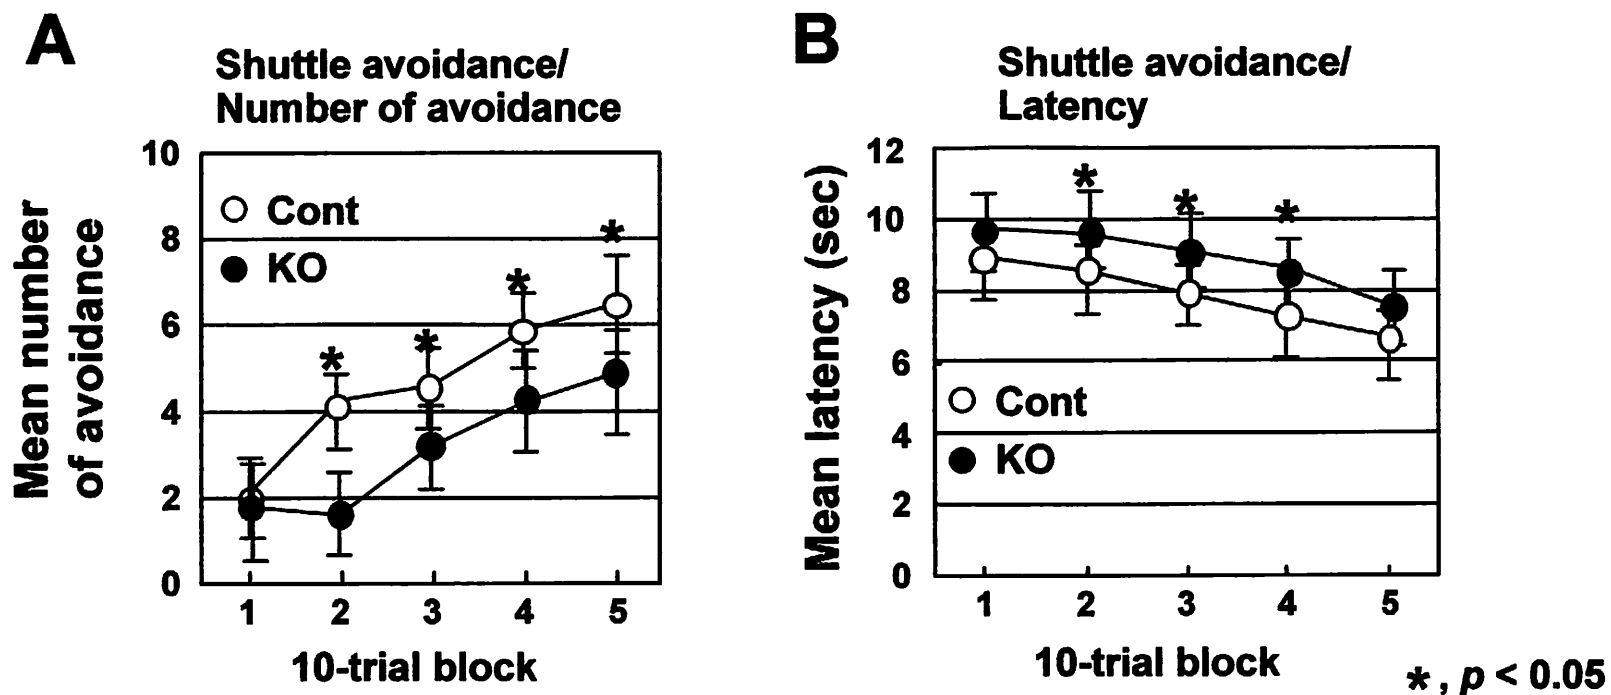 A
Shuttle avoidance/
Number of avoidance
Mean number
of avoidance
10
8
6
4
2
0
Cont
KO
*
*
*
*
1 2 3 4 5
10-trial block
B
Shuttle avoidance/
Latency
Mean latency (sec)
12
10
8
6
4
2
0
*
*
*
Cont
KO
1 2 3 4 5
10-trial block
*, p < 0.05